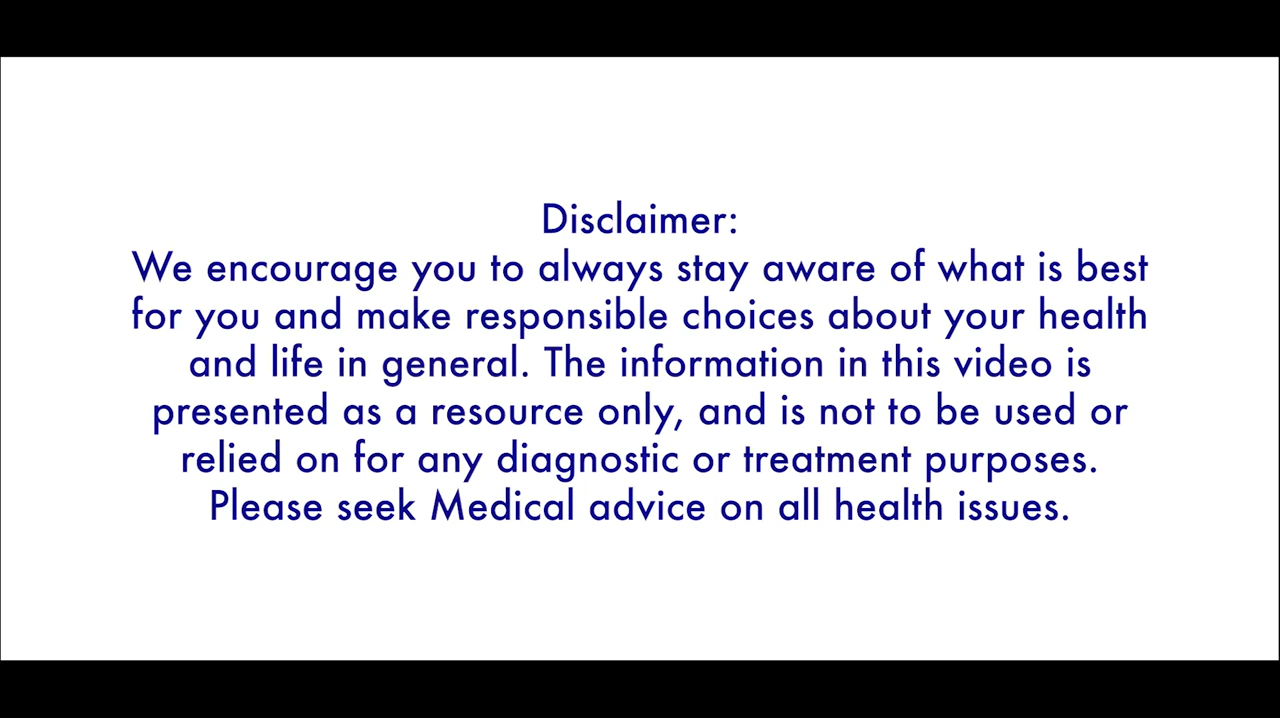 Disclaimer:
We encourage you to always stay aware of what is best
for you and make responsible choices about your health
and life in general. The information in this video is
presented as a resource only, and is not to be used or
relied on for any diagnostic or treatment purposes.
Please seek Medical advice on all health issues.